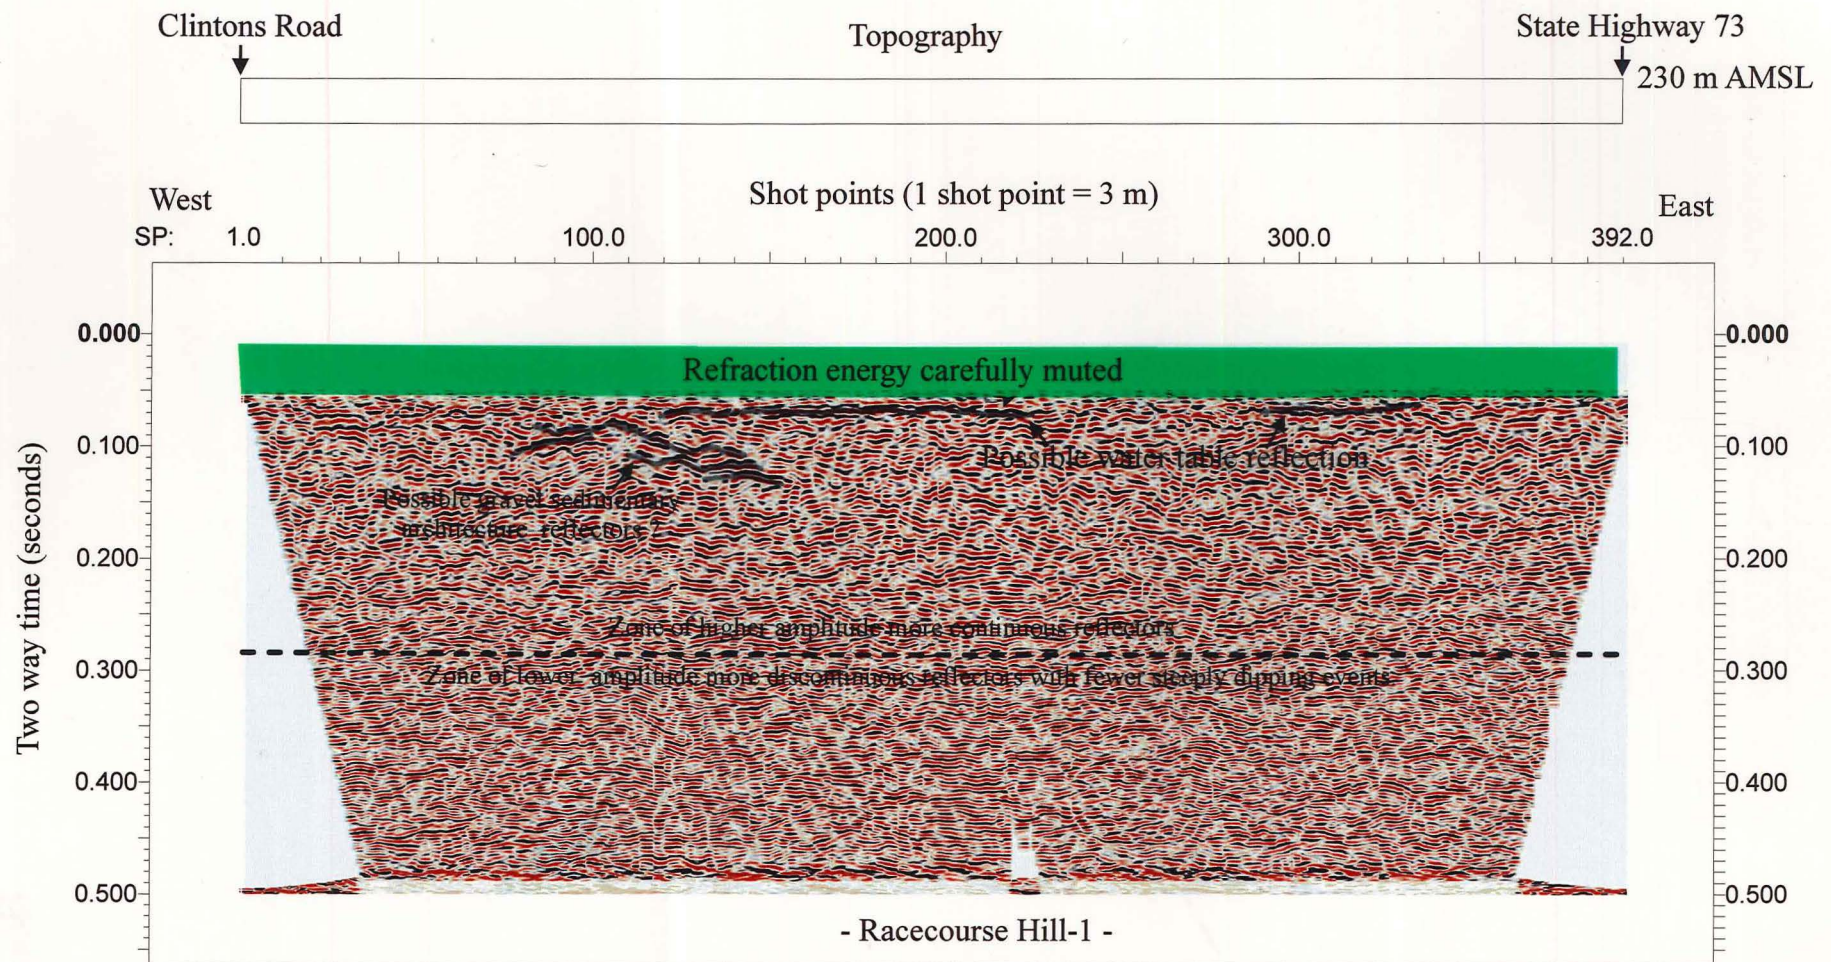 Clintons Road
Topography
State Highway 73
230 m AMSL
West
Shot points (1 shot point = 3 m)
East
SP: 1.0 100.0 200.0 300.0 392.0
0.000 0.000
Refraction energy carefully muted
0.100 0.100
Possible water table reflection
Possible gravel sedimentary
architecture reflectors ?
0.200 0.200
Two way time (seconds)
Zone of higher amplitude more continuous reflectors
0.300 0.300
Zone of lower amplitude more discontinuous reflectors with fewer steeply dipping events
0.400 0.400
0.500 0.500
- Racecourse Hill-1 -